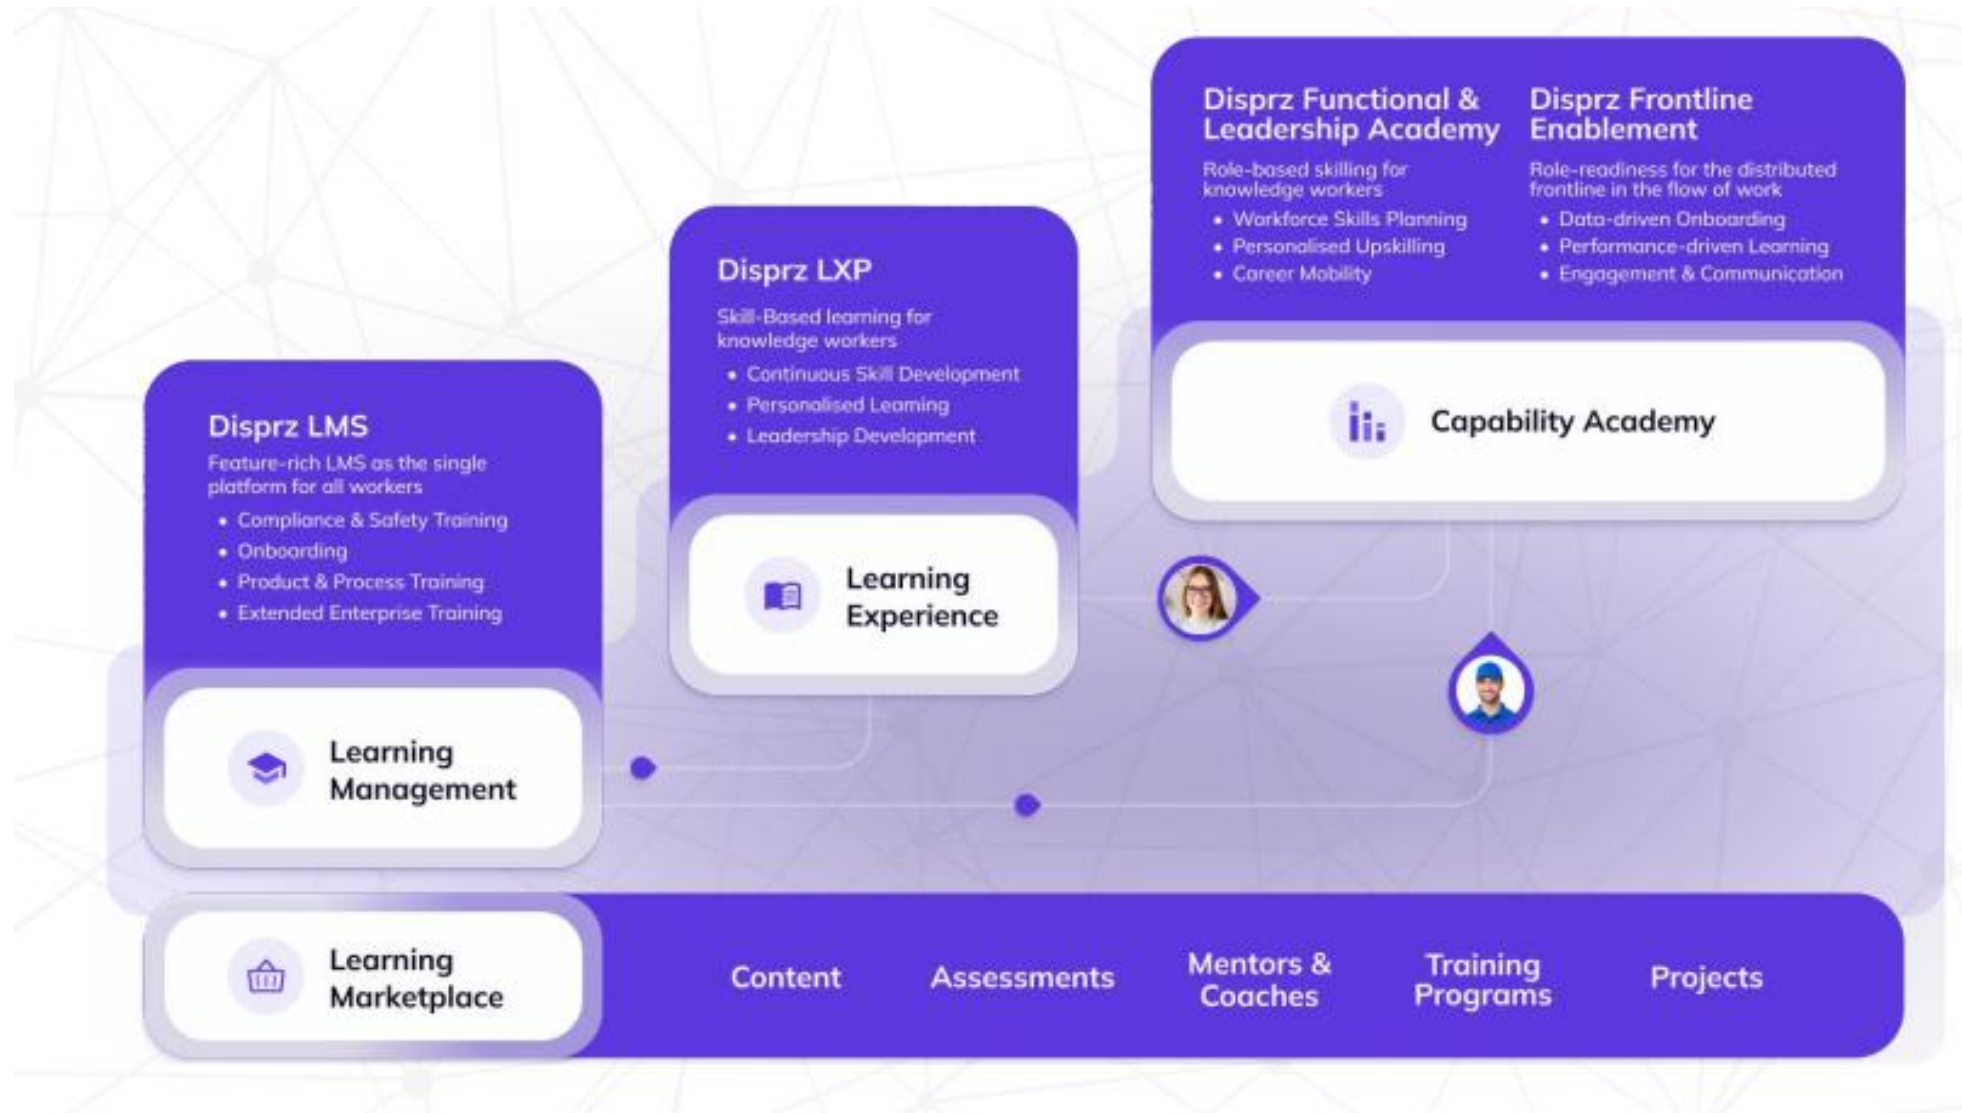 Disprz Functional &
Leadership Academy
Role-based skilling for
knowledge workers
• Workforce Skills Planning
• Personalised Upskilling
• Career Mobility
Disprz Frontline
Enablement
Role-readiness for the distributed
frontline in the flow of work
• Data-driven Onboarding
• Performance-driven Learning
• Engagement & Communication
Capability Academy
Disprz LXP
Skill-Based learning for
knowledge workers
• Continuous Skill Development
• Personalised Learning
• Leadership Development
Learning
Experience
Disprz LMS
Feature-rich LMS as the single
platform for all workers
• Compliance & Safety Training
• Onboarding
• Product & Process Training
• Extended Enterprise Training
Learning
Management
Learning
Marketplace
Content
Assessments
Mentors &
Coaches
Training
Programs
Projects